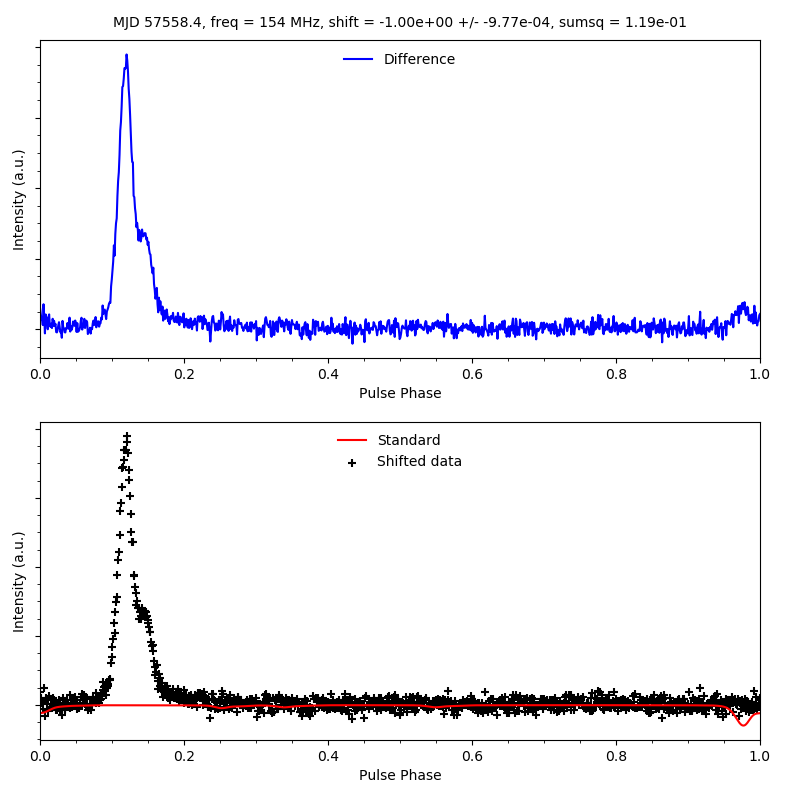 MJD 57558.4, freq = 154 MHz, shift = -1.00e+00 +/- -9.77e-04, sumsq = 1.19e-01
Difference
Intensity (a.u.)
0.0 0.2 0.4 0.6 0.8 1.0
Pulse Phase
Standard
Shifted data
Intensity (a.u.)
0.0 0.2 0.4 0.6 0.8 1.0
Pulse Phase